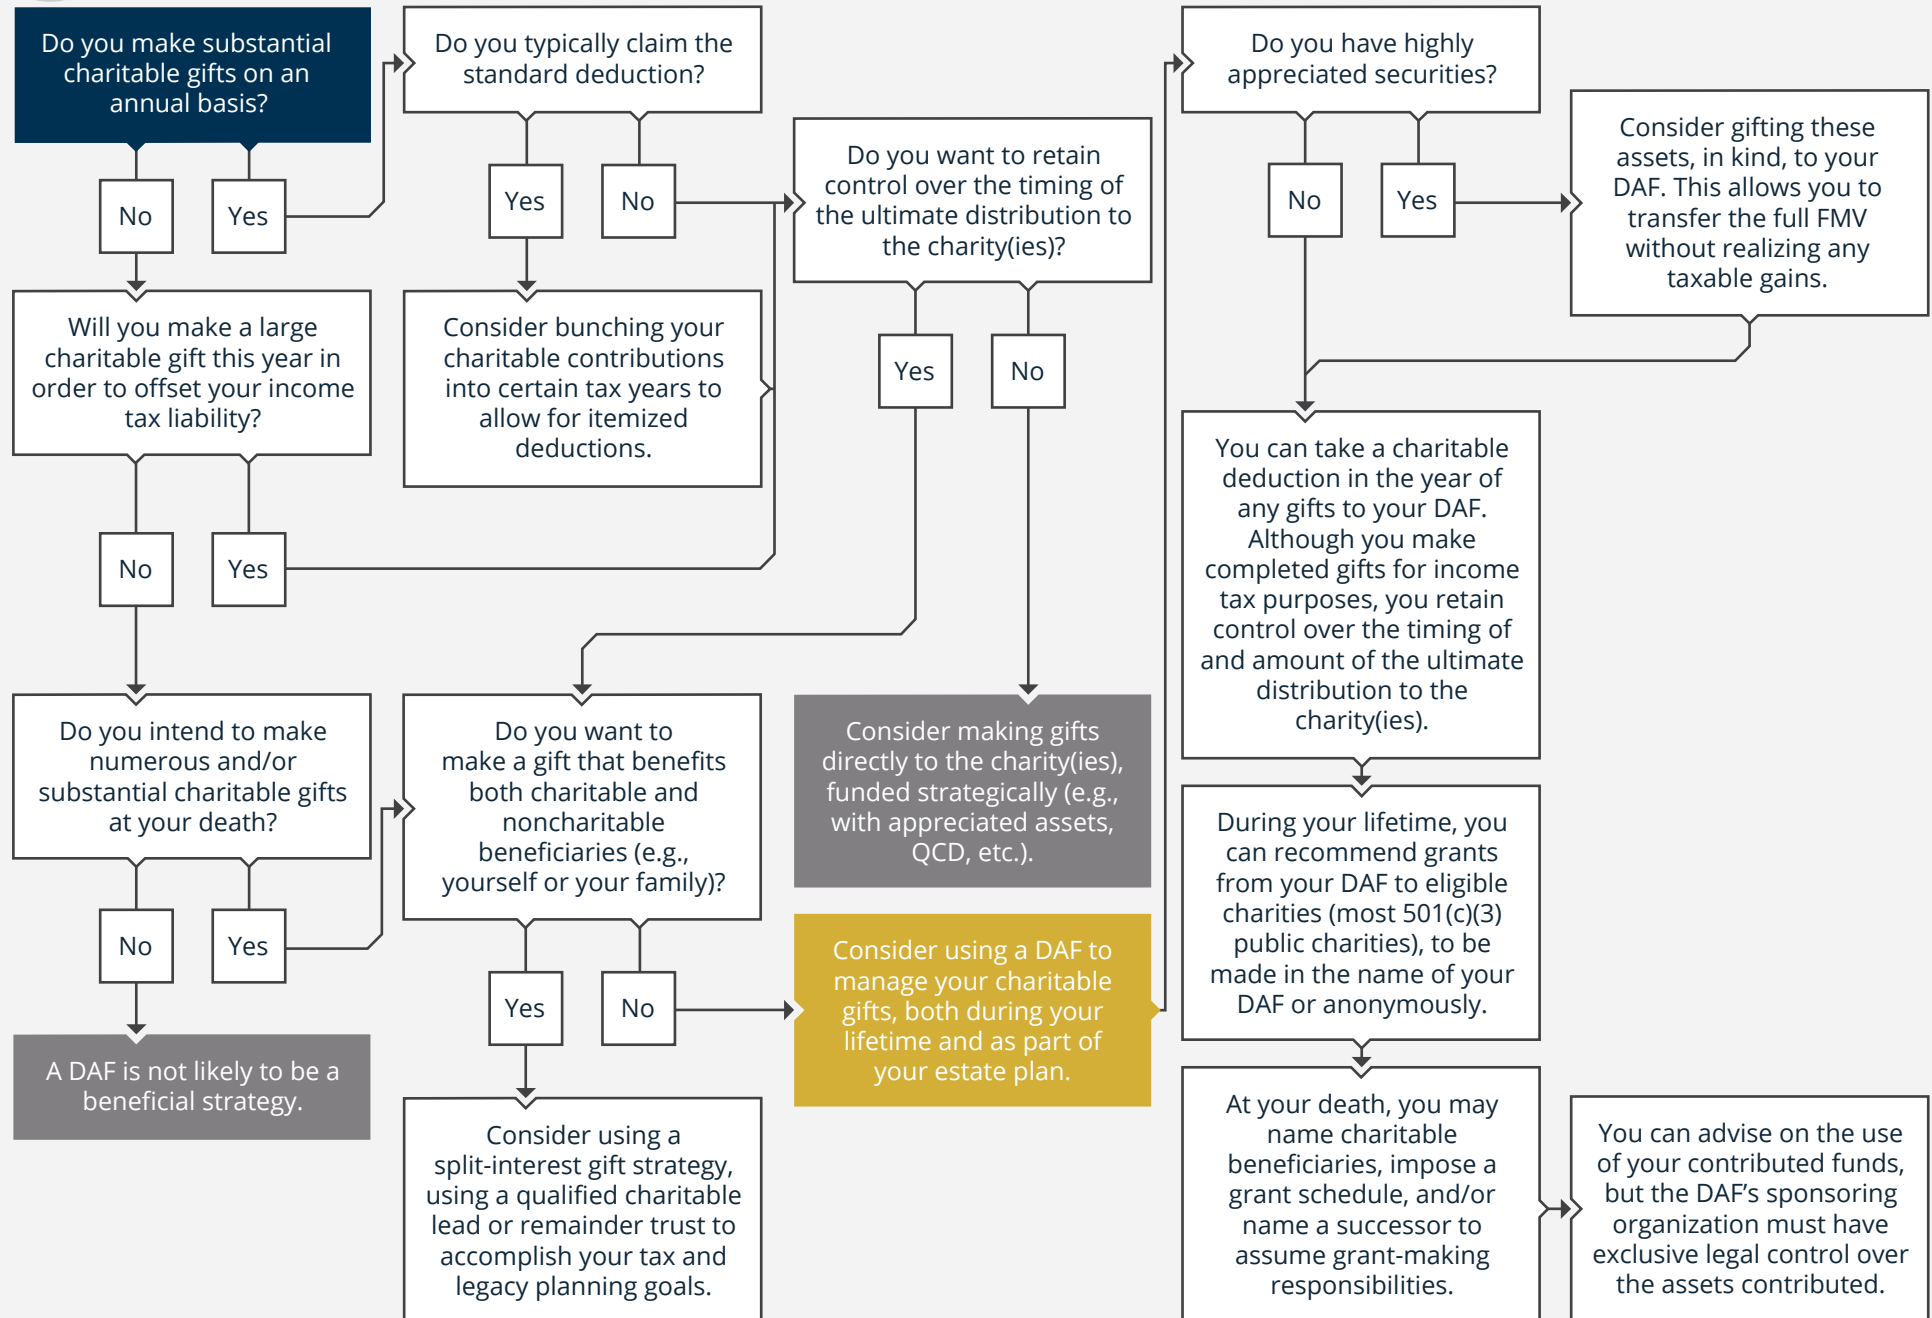 Do you make substantial
charitable gifts on an
annual basis?
No
Yes
Will you make a large
charitable gift this year in
order to offset your income
tax liability?
No
Yes
Do you intend to make
numerous and/or
substantial charitable gifts
at your death?
No
Yes
A DAF is not likely to be a
beneficial strategy.
Do you typically claim the
standard deduction?
Yes
No
Consider bunching your
charitable contributions
into certain tax years to
allow for itemized
deductions.
Do you want to retain
control over the timing of
the ultimate distribution to
the charity(ies)?
Yes
No
Do you want to
make a gift that benefits
both charitable and
noncharitable
beneficiaries (e.g.,
yourself or your family)?
Yes
No
Consider using a
split-interest gift strategy,
using a qualified charitable
lead or remainder trust to
accomplish your tax and
legacy planning goals.
Consider making gifts
directly to the charity(ies),
funded strategically (e.g.,
with appreciated assets,
QCD, etc.).
Consider using a DAF to
manage your charitable
gifts, both during your
lifetime and as part of
your estate plan.
Do you have highly
appreciated securities?
No
Yes
Consider gifting these
assets, in kind, to your
DAF. This allows you to
transfer the full FMV
without realizing any
taxable gains.
You can take a charitable
deduction in the year of
any gifts to your DAF.
Although you make
completed gifts for income
tax purposes, you retain
control over the timing of
and amount of the ultimate
distribution to the
charity(ies).
During your lifetime, you
can recommend grants
from your DAF to eligible
charities (most 501(c)(3)
public charities), to be
made in the name of your
DAF or anonymously.
At your death, you may
name charitable
beneficiaries, impose a
grant schedule, and/or
name a successor to
assume grant-making
responsibilities.
You can advise on the use
of your contributed funds,
but the DAF’s sponsoring
organization must have
exclusive legal control over
the assets contributed.